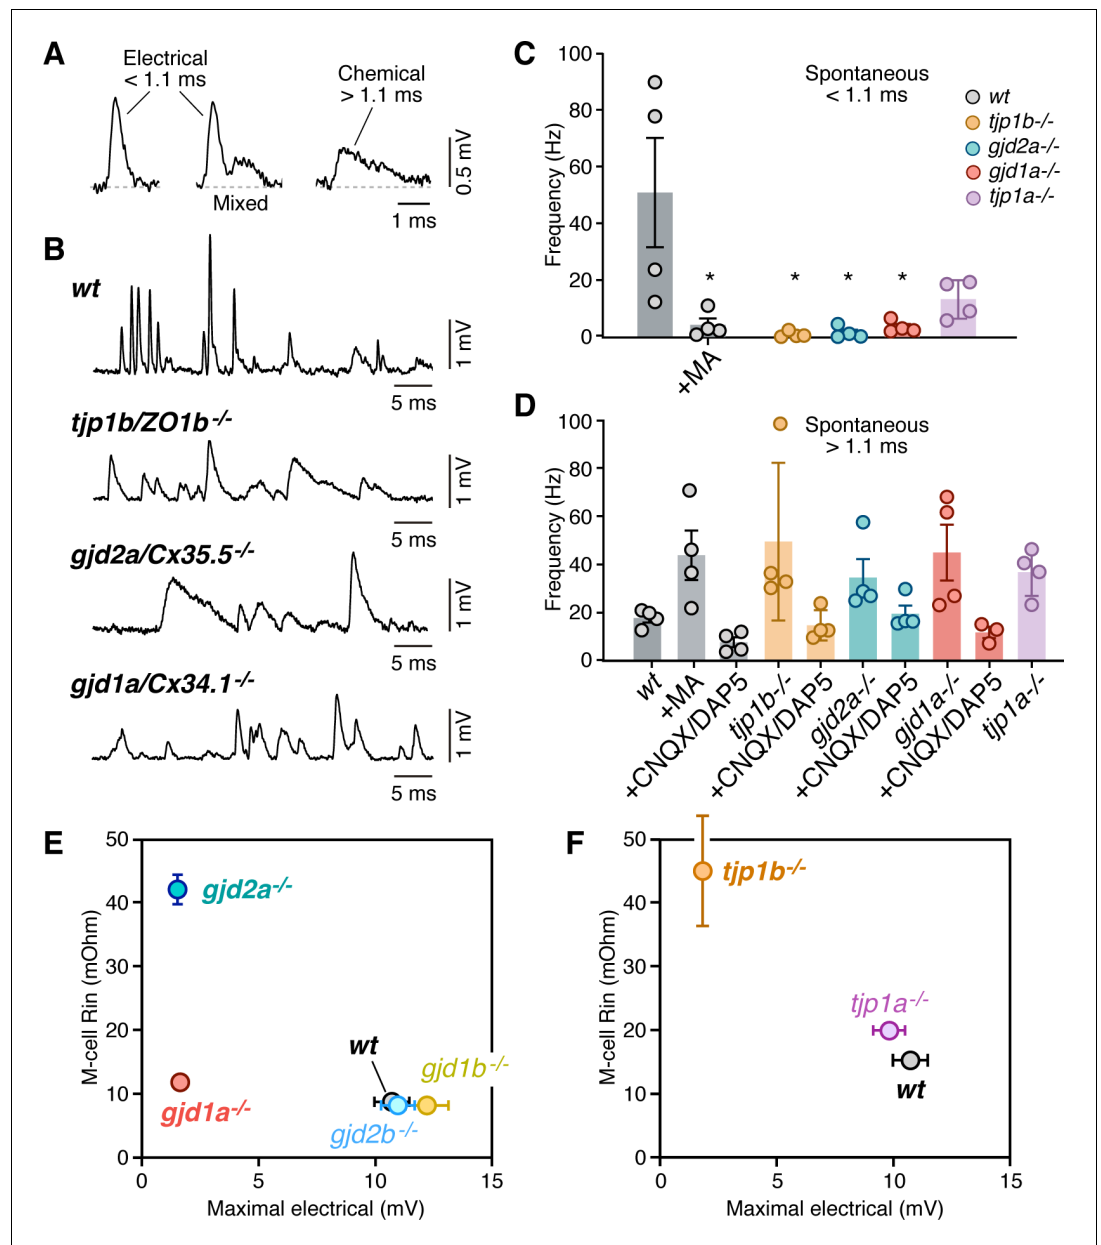 A
Electrical
< 1.1 ms
Chemical
> 1.1 ms
Mixed
0.5 mV
1 ms
B
wt
1 mV
5 ms
tjp1b/ZO1b-/-
1 mV
5 ms
gjd2a/Cx35.5-/-
1 mV
5 ms
gjd1a/Cx34.1-/-
1 mV
5 ms
C
Frequency (Hz)
100
80
60
40
20
0
Spontaneous
< 1.1 ms
wt
tjp1b-/-
gjd2a-/-
gjd1a-/-
tjp1a-/-
* * * *
+MA
D
Frequency (Hz)
100
80
60
40
20
0
Spontaneous
> 1.1 ms
wt
+MA
+CNQX/DAP5
tjp1b-/-
+CNQX/DAP5
gjd2a-/-
+CNQX/DAP5
gjd1a-/-
+CNQX/DAP5
tjp1a-/-
E
M-cell Rin (mOhm)
50
40
30
20
10
0
gjd2a-/-
wt
gjd1b-/-
gjd1a-/-
gjd2b-/-
0 5 10 15
Maximal electrical (mV)
F
M-cell Rin (mOhm)
50
40
30
20
10
0
tjp1b-/-
tjp1a-/-
wt
0 5 10 15
Maximal electrical (mV)